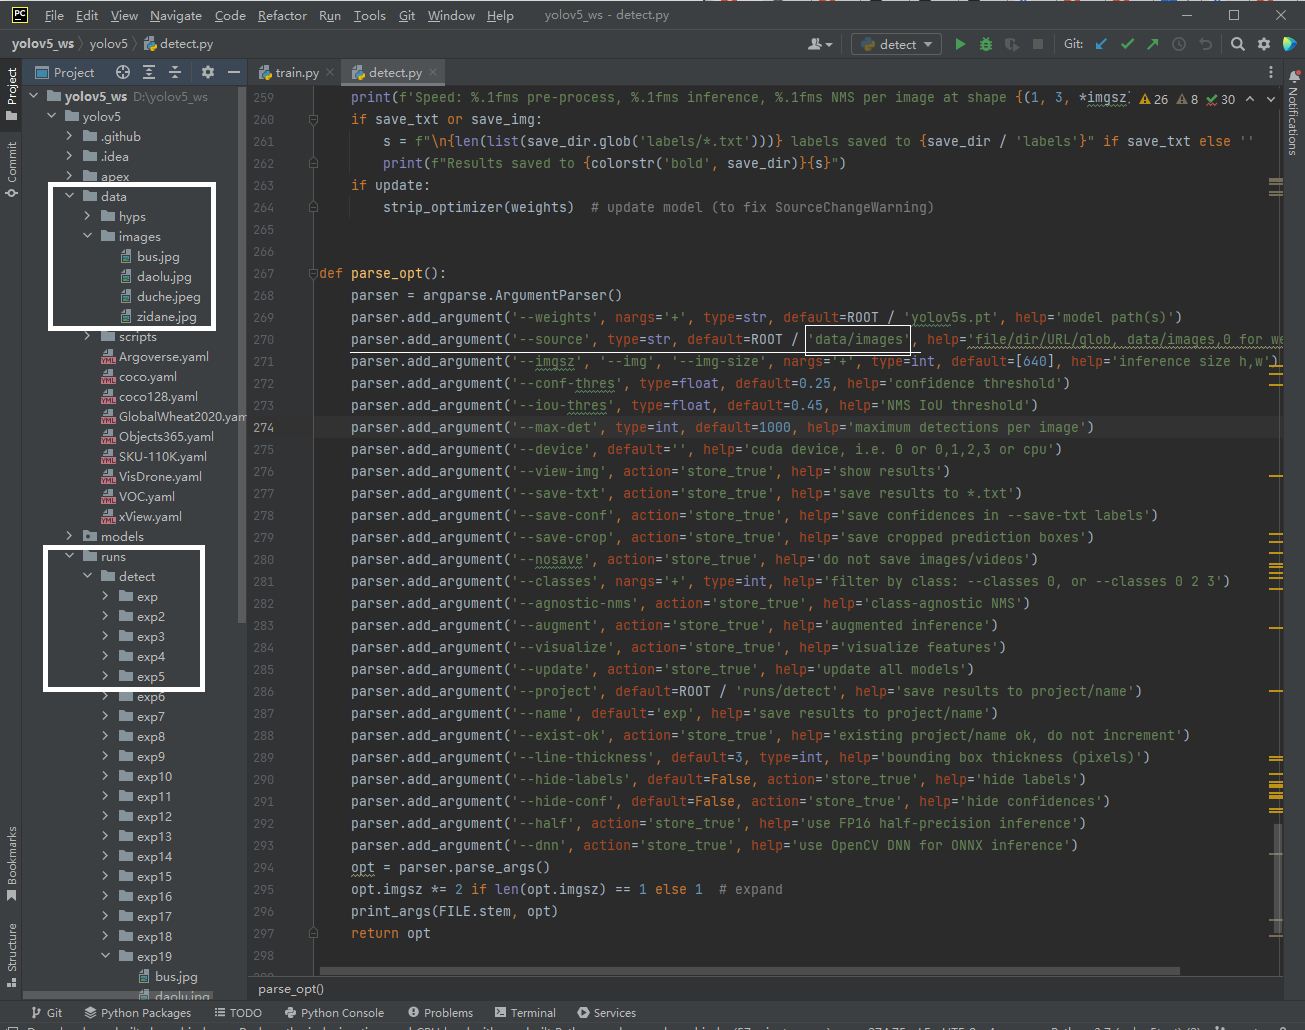 File Edit View Navigate Code Refactor Run Tools Git Window Help yolov5_ws - detect.py
yolov5_ws yolov5 detect.py detect Git:
Project train.py detect.py
yolov5_ws D:\yolov5_ws
yolov5
.github
.idea
apex
data
hyps
images
bus.jpg
daolu.jpg
duche.jpeg
zidane.jpg
scripts
Argoverse.yaml
coco.yaml
coco128.yaml
GlobalWheat2020.yam
Objects365.yaml
SKU-110K.yaml
VisDrone.yaml
VOC.yaml
xView.yaml
models
runs
detect
exp
exp2
exp3
exp4
exp5
exp6
exp7
exp8
exp9
exp10
exp11
exp12
exp13
exp14
exp15
exp16
exp17
exp18
exp19
bus.jpg
daolu.jpg
26 8 30
259 print(f'Speed: %.1fms pre-process, %.1fms inference, %.1fms NMS per image at shape {(1, 3, *imgsz)
260 if save_txt or save_img:
261 s = f"\n{len(list(save_dir.glob('labels/*.txt')))} labels saved to {save_dir / 'labels'}" if save_txt else ''
262 print(f"Results saved to {colorstr('bold', save_dir)}{s}")
263 if update:
264 strip_optimizer(weights)  # update model (to fix SourceChangeWarning)
265
266
267 def parse_opt():
268 parser = argparse.ArgumentParser()
269 parser.add_argument('--weights', nargs='+', type=str, default=ROOT / 'yolov5s.pt', help='model path(s)')
270 parser.add_argument('--source', type=str, default=ROOT / 'data/images', help='file/dir/URL/glob, data/images,0 for we
271 parser.add_argument('--imgsz', '--img', '--img-size', nargs='+', type=int, default=[640], help='inference size h,w')
272 parser.add_argument('--conf-thres', type=float, default=0.25, help='confidence threshold')
273 parser.add_argument('--iou-thres', type=float, default=0.45, help='NMS IoU threshold')
274 parser.add_argument('--max-det', type=int, default=1000, help='maximum detections per image')
275 parser.add_argument('--device', default='', help='cuda device, i.e. 0 or 0,1,2,3 or cpu')
276 parser.add_argument('--view-img', action='store_true', help='show results')
277 parser.add_argument('--save-txt', action='store_true', help='save results to *.txt')
278 parser.add_argument('--save-conf', action='store_true', help='save confidences in --save-txt labels')
279 parser.add_argument('--save-crop', action='store_true', help='save cropped prediction boxes')
280 parser.add_argument('--nosave', action='store_true', help='do not save images/videos')
281 parser.add_argument('--classes', nargs='+', type=int, help='filter by class: --classes 0, or --classes 0 2 3')
282 parser.add_argument('--agnostic-nms', action='store_true', help='class-agnostic NMS')
283 parser.add_argument('--augment', action='store_true', help='augmented inference')
284 parser.add_argument('--visualize', action='store_true', help='visualize features')
285 parser.add_argument('--update', action='store_true', help='update all models')
286 parser.add_argument('--project', default=ROOT / 'runs/detect', help='save results to project/name')
287 parser.add_argument('--name', default='exp', help='save results to project/name')
288 parser.add_argument('--exist-ok', action='store_true', help='existing project/name ok, do not increment')
289 parser.add_argument('--line-thickness', default=3, type=int, help='bounding box thickness (pixels)')
290 parser.add_argument('--hide-labels', default=False, action='store_true', help='hide labels')
291 parser.add_argument('--hide-conf', default=False, action='store_true', help='hide confidences')
292 parser.add_argument('--half', action='store_true', help='use FP16 half-precision inference')
293 parser.add_argument('--dnn', action='store_true', help='use OpenCV DNN for ONNX inference')
294 opt = parser.parse_args()
295 opt.imgsz *= 2 if len(opt.imgsz) == 1 else 1  # expand
296 print_args(FILE.stem, opt)
297 return opt
298
parse_opt()
Project
Commit
Bookmarks
Structure
Notifications
Git Python Packages TODO Python Console Problems Terminal Services